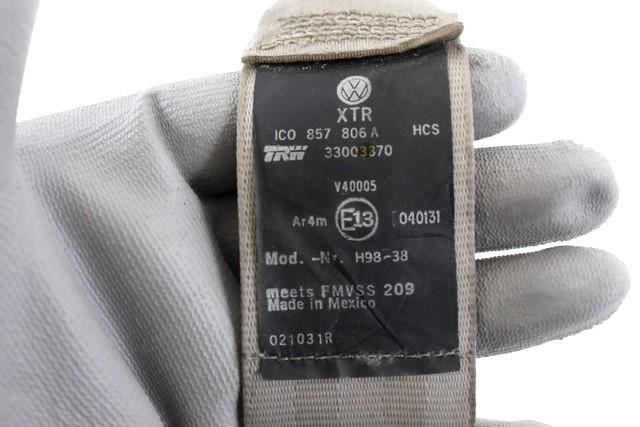 XTR
1C0 857 806 A HCS
TRW 33003370
V40005
Ar4m E13 040131
Mod. -Nr. H98-38
meets FMVSS 209
Made in Mexico
021031R